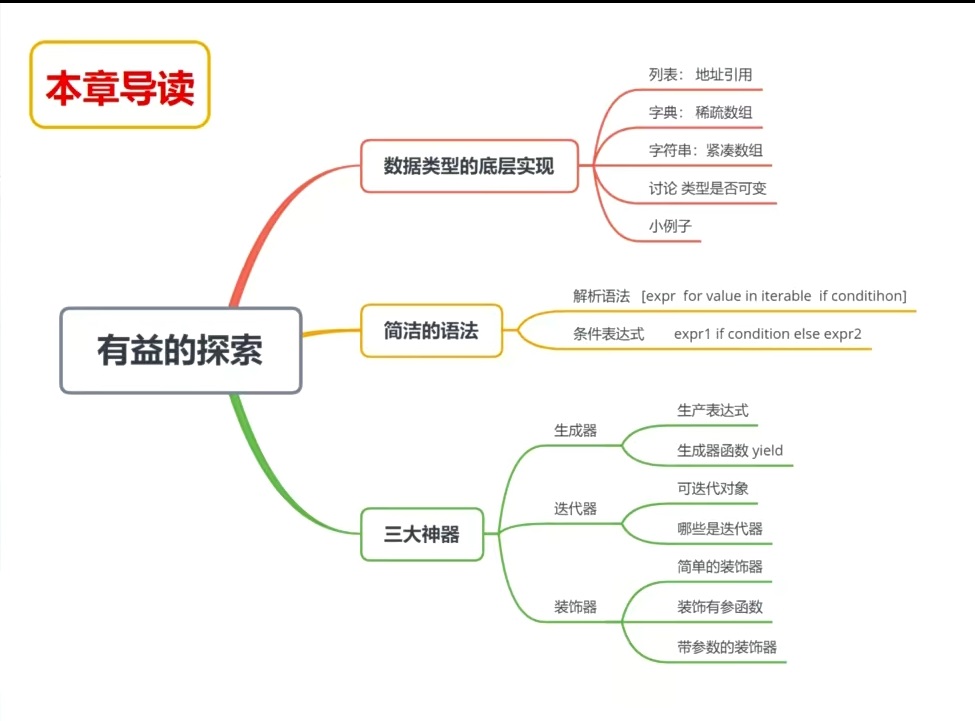 本章导读
有益的探索
数据类型的底层实现
列表： 地址引用
字典： 稀疏数组
字符串：紧凑数组
讨论 类型是否可变
小例子
简洁的语法
解析语法 [expr for value in iterable if conditihon]
条件表达式 expr1 if condition else expr2
三大神器
生成器
生产表达式
生成器函数 yield
迭代器
可迭代对象
哪些是迭代器
装饰器
简单的装饰器
装饰有参函数
带参数的装饰器